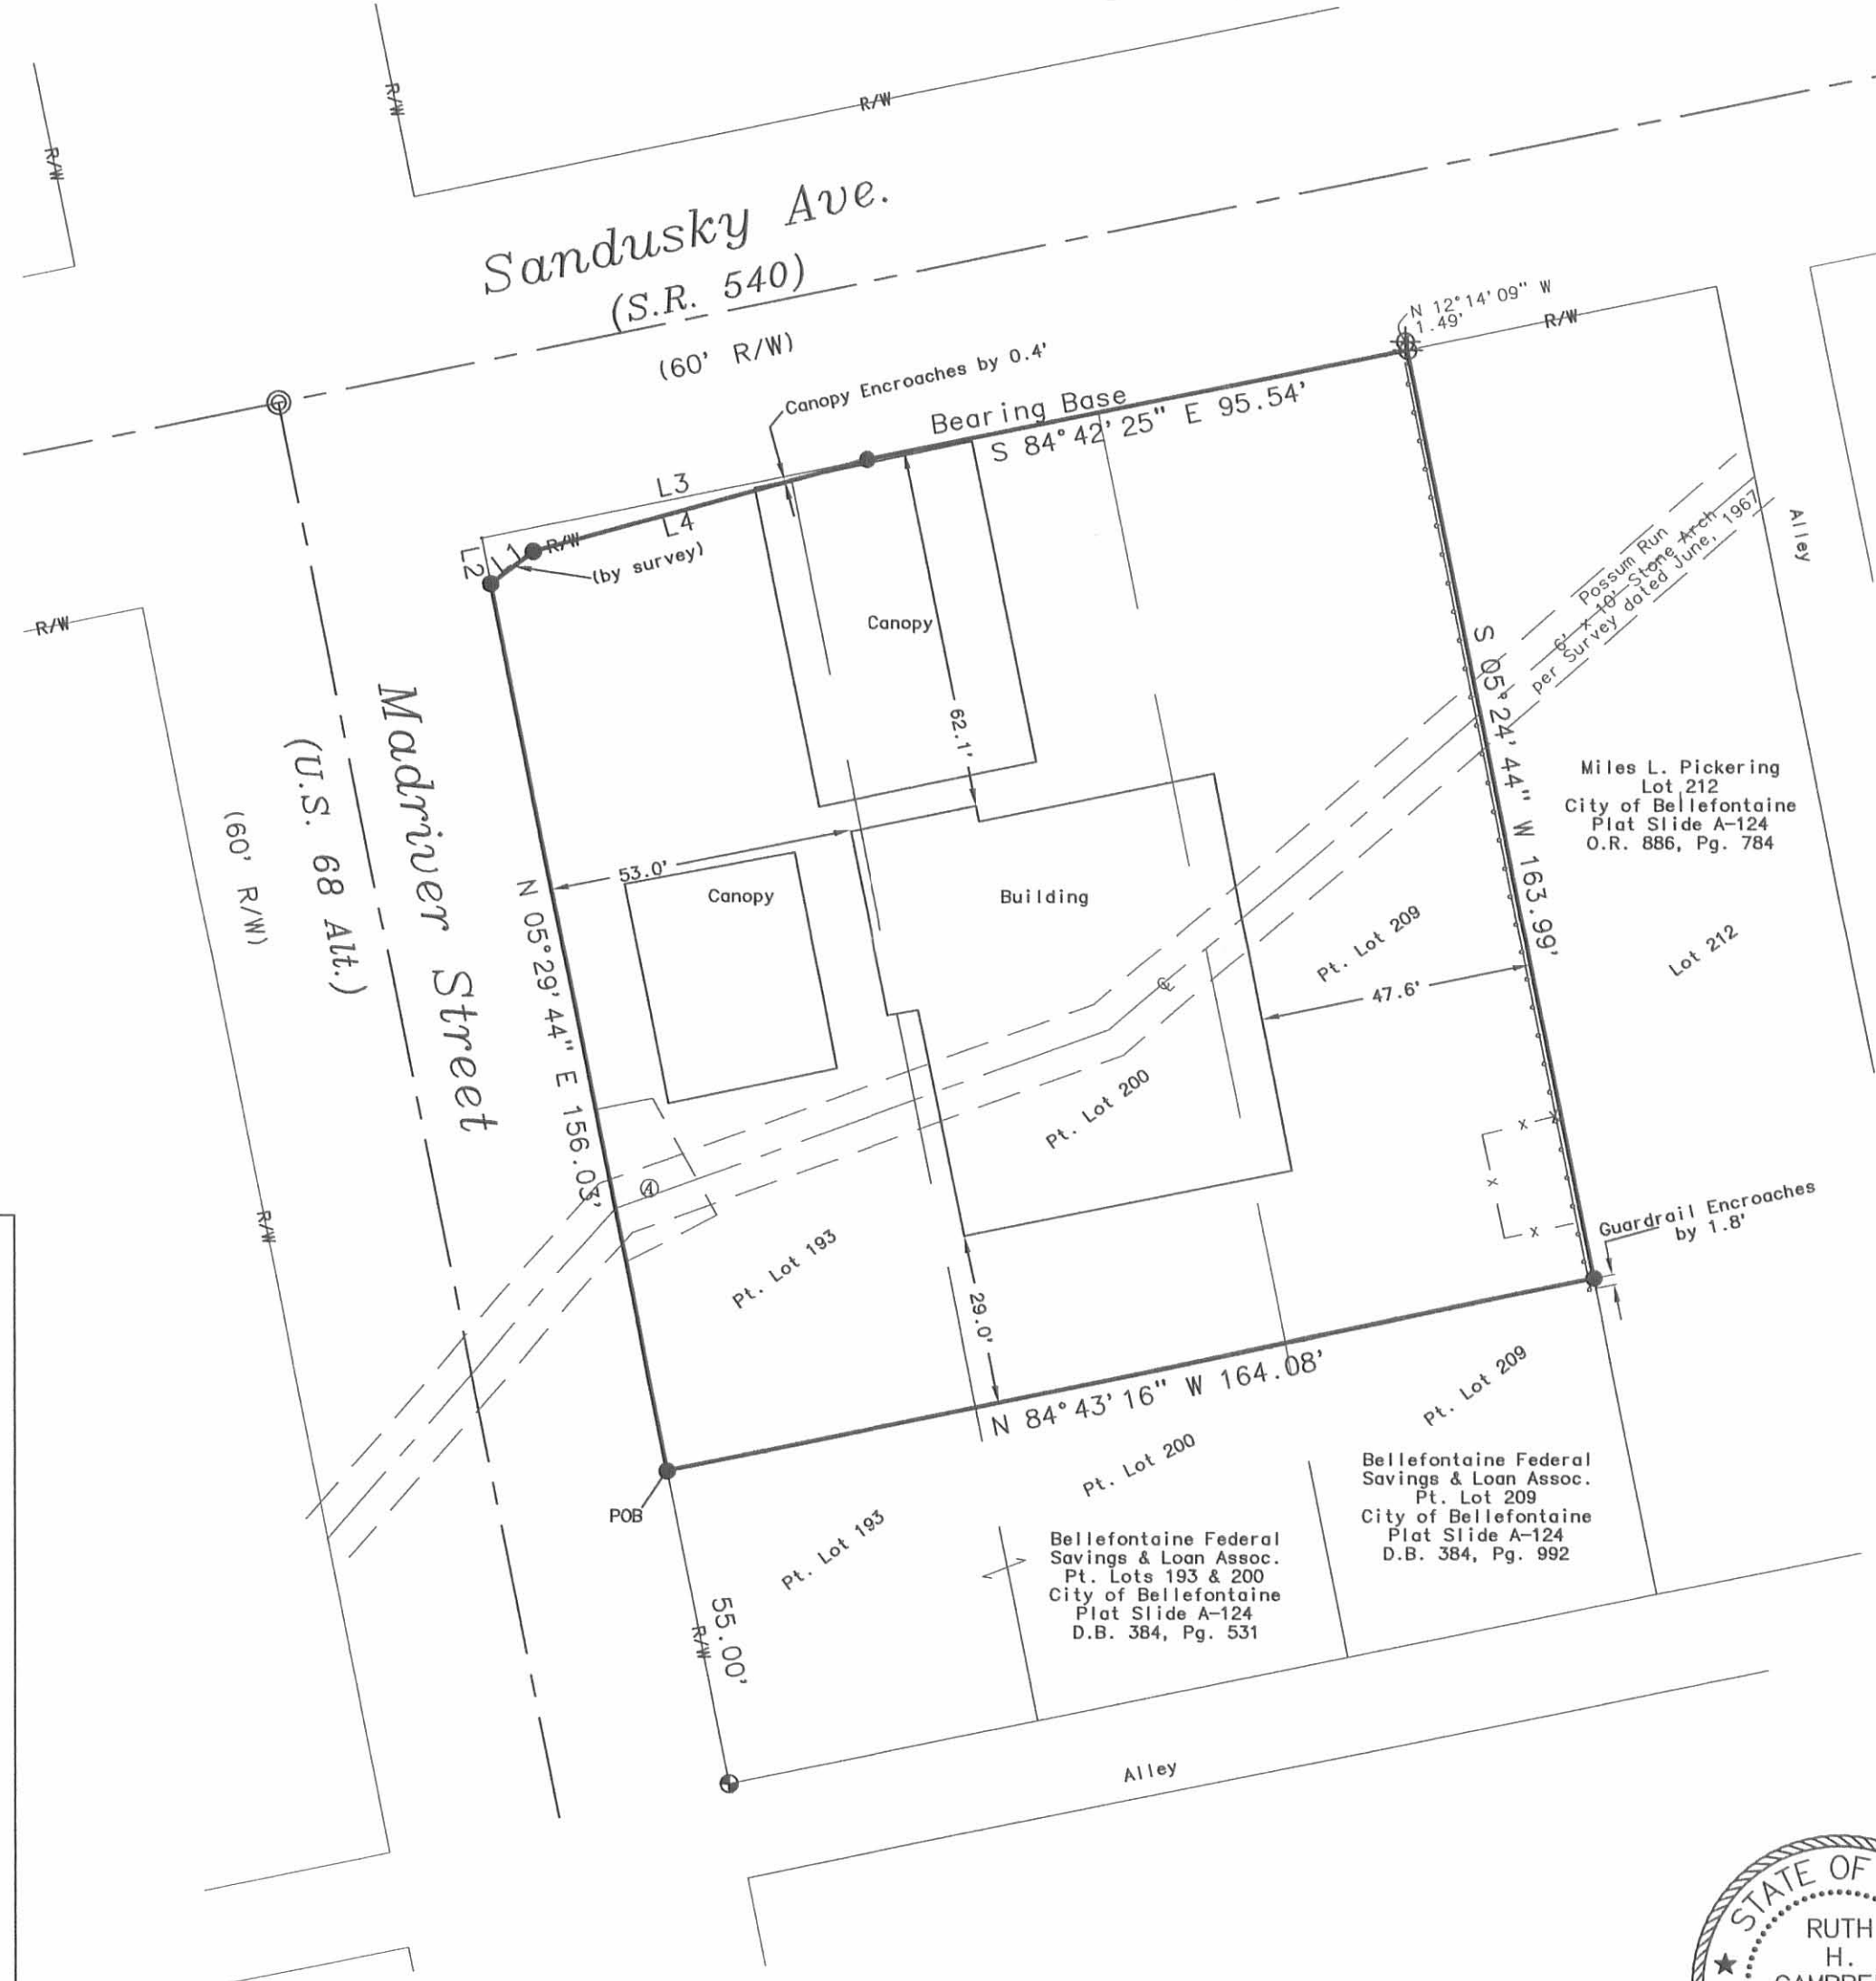 R/W
R/W
R/W
Sandusky Ave.
(S.R. 540)
(60' R/W)
N 12°14'09" W
1.49'
R/W
Canopy Encroaches by 0.4'
Bearing Base
S 84°42'25" E 95.54'
L3
L4
L1
R/W
L2
(by survey)
R/W
Canopy
62.1'
Possum Run
6' x 10' Stone Arch
per Survey dated June, 1967
Alley
S 05°24'44" W 163.99'
Miles L. Pickering
Lot 212
City of Bellefontaine
Plat Slide A-124
O.R. 886, Pg. 784
Madriver Street
(U.S. 68 Alt.)
(60' R/W)
53.0'
Canopy
Building
N 05°29'44" E 156.03'
Pt. Lot 209
Lot 212
℄
47.6'
Pt. Lot 200
x
x
x
A
R/W
Pt. Lot 193
Guardrail Encroaches
by 1.8'
29.0'
N 84°43'16" W 164.08'
Pt. Lot 209
Pt. Lot 200
POB
Pt. Lot 193
Bellefontaine Federal
Savings & Loan Assoc.
Pt. Lot 209
City of Bellefontaine
Plat Slide A-124
D.B. 384, Pg. 992
Bellefontaine Federal
Savings & Loan Assoc.
Pt. Lots 193 & 200
City of Bellefontaine
Plat Slide A-124
D.B. 384, Pg. 531
55.00'
R/W
Alley
STATE OF
RUTH
H.